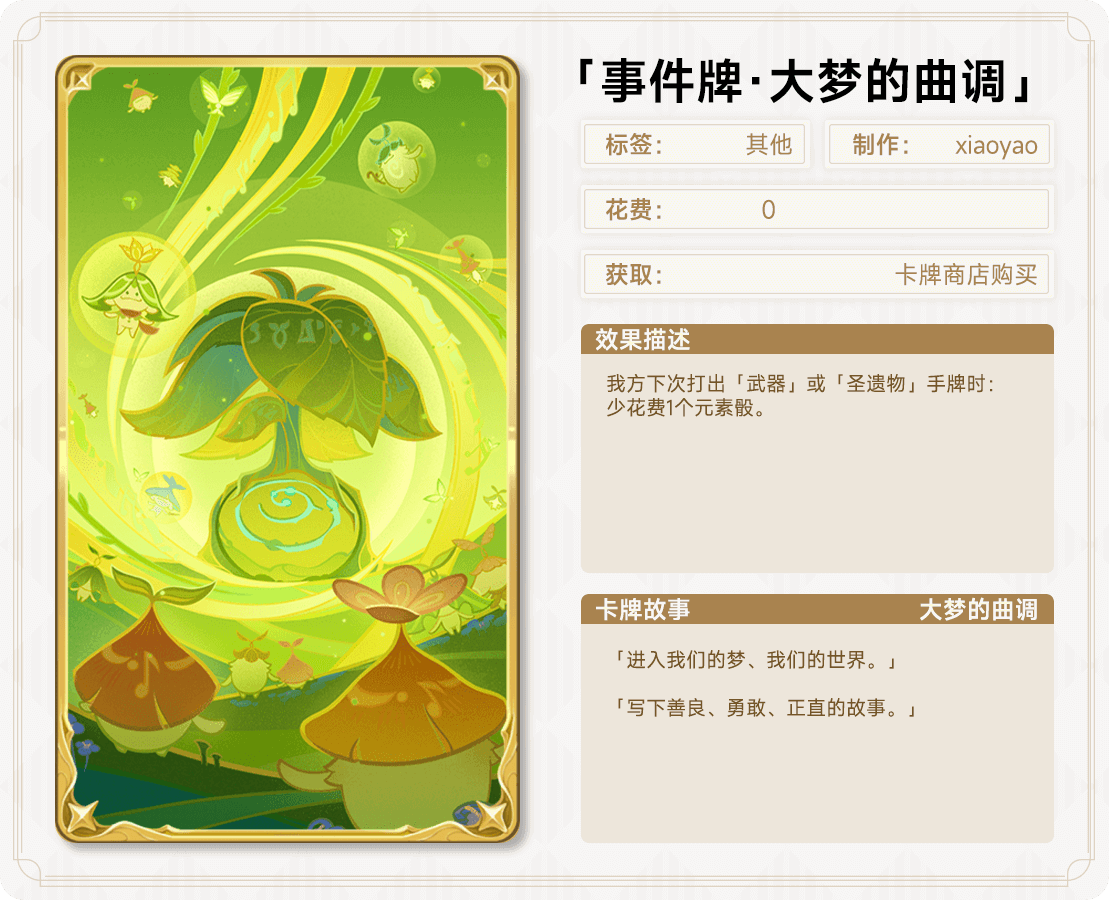 「事件牌·大梦的曲调」
标签： 其他 制作： xiaoyao
花费： 0
获取： 卡牌商店购买
效果描述
我方下次打出「武器」或「圣遗物」手牌时：
少花费1个元素骰。
卡牌故事 大梦的曲调
「进入我们的梦、我们的世界。」
「写下善良、勇敢、正直的故事。」